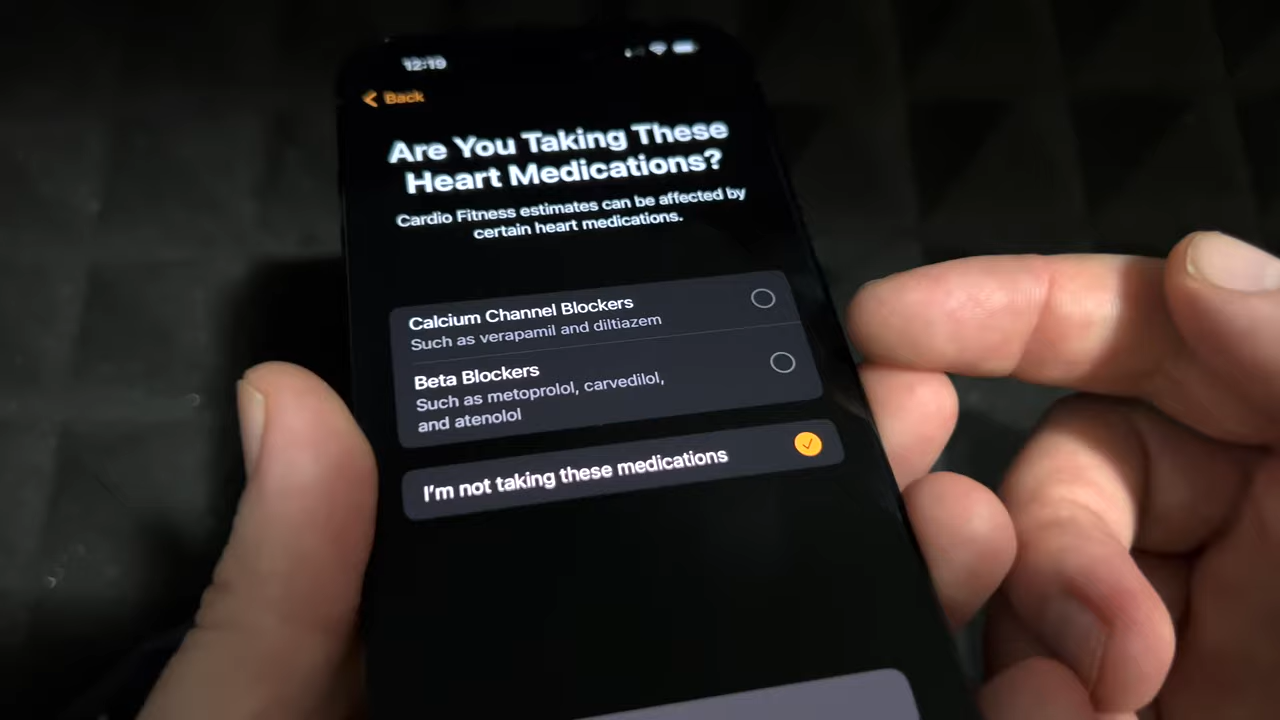 12:19
Back
Are You Taking These
Heart Medications?
Cardio Fitness estimates can be affected by
certain heart medications.
Calcium Channel Blockers
Such as verapamil and diltiazem
Beta Blockers
Such as metoprolol, carvedilol,
and atenolol
I'm not taking these medications